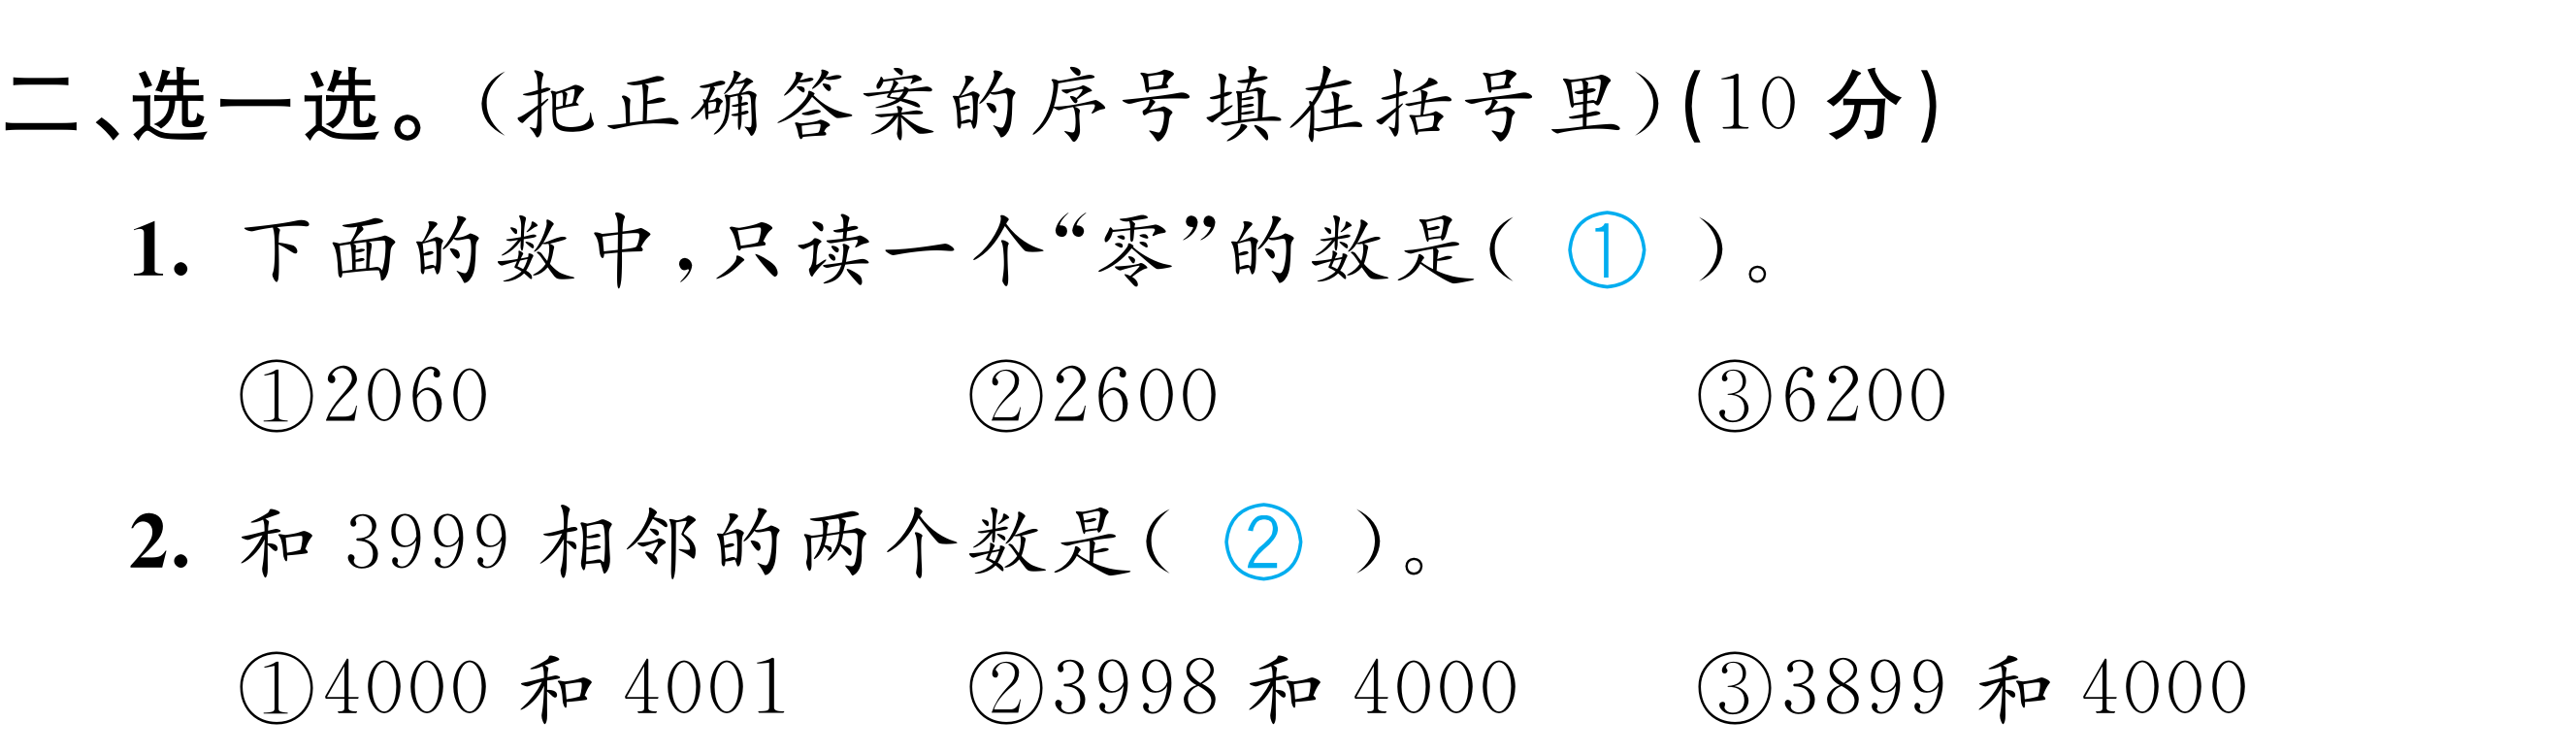 二、选一选。(把正确答案的序号填在括号里)(10 分)
1. 下面的数中,只读一个“零”的数是( ① )。
①2060 ②2600 ③6200
2. 和 3999 相邻的两个数是( ② )。
①4000 和 4001 ②3998 和 4000 ③3899 和 4000